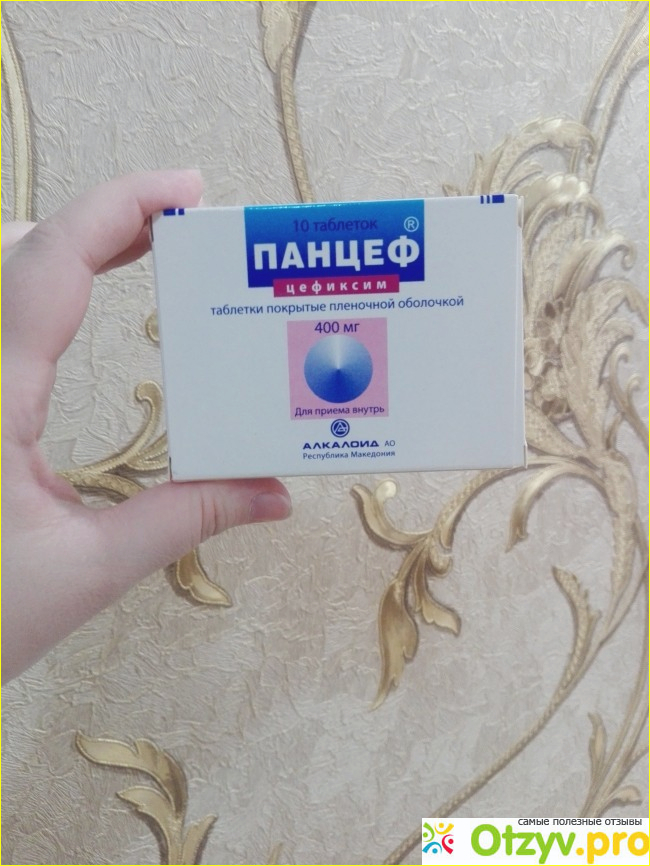 10 таблеток
ПАНЦЕФ®
цефиксим
таблетки покрытые пленочной оболочкой
400 мг
Для приема внутрь
АЛКАЛОИД АО
Республика Македония
самые полезные отзывы
Otzyv.pro